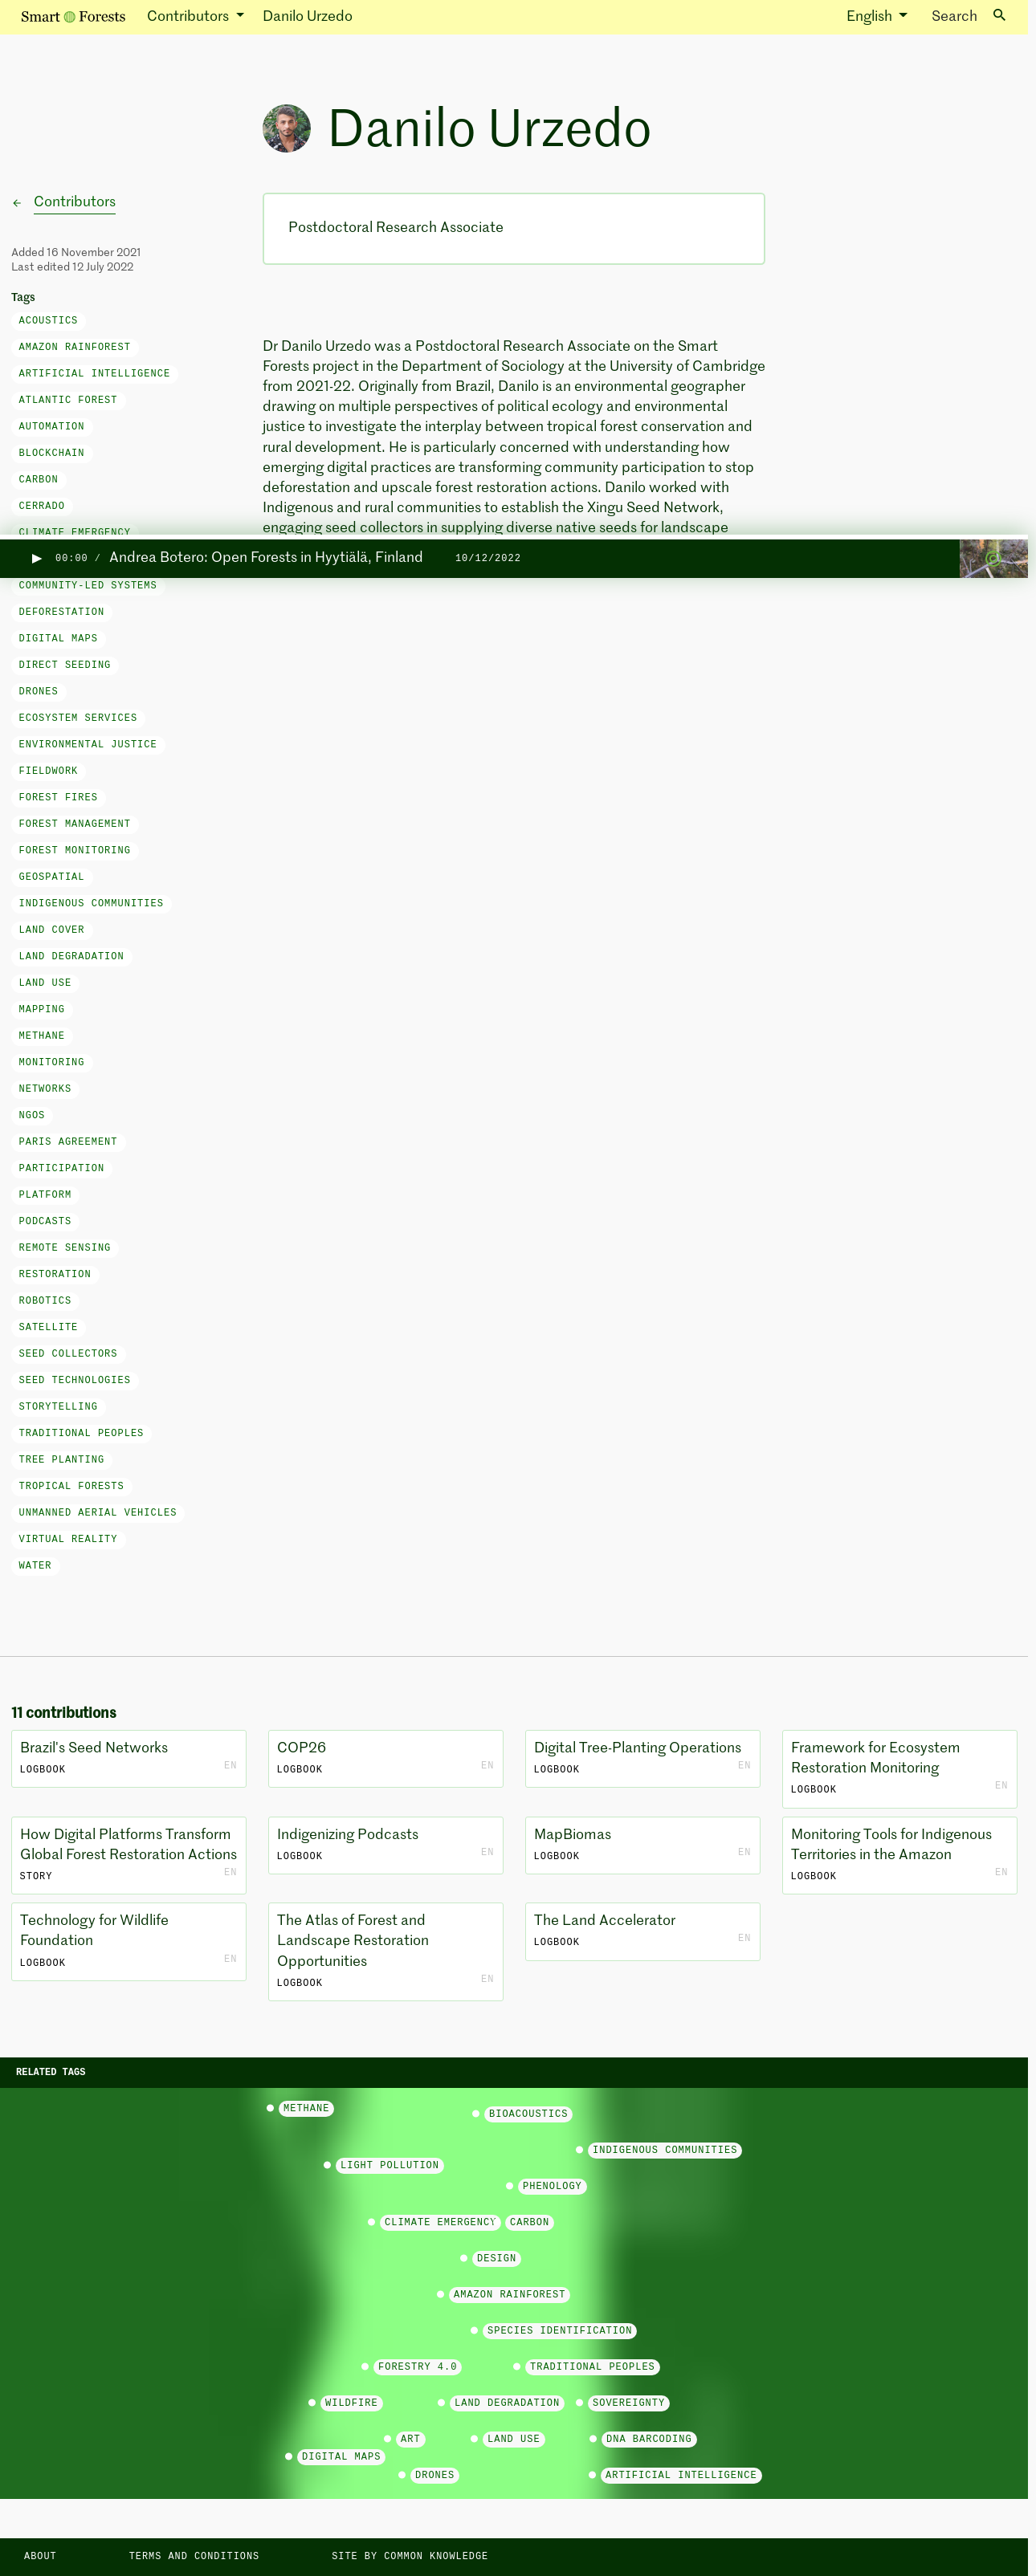 Smart Forests
Contributors
Danilo Urzedo
English
Search
Danilo Urzedo
Contributors
Added 16 November 2021
Last edited 12 July 2022
Tags
ACOUSTICS
AMAZON RAINFOREST
ARTIFICIAL INTELLIGENCE
ATLANTIC FOREST
AUTOMATION
BLOCKCHAIN
CARBON
CERRADO
CLIMATE EMERGENCY
Postdoctoral Research Associate
Dr Danilo Urzedo was a Postdoctoral Research Associate on the Smart
Forests project in the Department of Sociology at the University of Cambridge
from 2021-22. Originally from Brazil, Danilo is an environmental geographer
drawing on multiple perspectives of political ecology and environmental
justice to investigate the interplay between tropical forest conservation and
rural development. He is particularly concerned with understanding how
emerging digital practices are transforming community participation to stop
deforestation and upscale forest restoration actions. Danilo worked with
Indigenous and rural communities to establish the Xingu Seed Network,
engaging seed collectors in supplying diverse native seeds for landscape
00:00 / Andrea Botero: Open Forests in Hyytiälä, Finland 10/12/2022
COMMUNITY-LED SYSTEMS
DEFORESTATION
DIGITAL MAPS
DIRECT SEEDING
DRONES
ECOSYSTEM SERVICES
ENVIRONMENTAL JUSTICE
FIELDWORK
FOREST FIRES
FOREST MANAGEMENT
FOREST MONITORING
GEOSPATIAL
INDIGENOUS COMMUNITIES
LAND COVER
LAND DEGRADATION
LAND USE
MAPPING
METHANE
MONITORING
NETWORKS
NGOS
PARIS AGREEMENT
PARTICIPATION
PLATFORM
PODCASTS
REMOTE SENSING
RESTORATION
ROBOTICS
SATELLITE
SEED COLLECTORS
SEED TECHNOLOGIES
STORYTELLING
TRADITIONAL PEOPLES
TREE PLANTING
TROPICAL FORESTS
UNMANNED AERIAL VEHICLES
VIRTUAL REALITY
WATER
11 contributions
Brazil's Seed Networks
LOGBOOK
EN
COP26
LOGBOOK
EN
Digital Tree-Planting Operations
LOGBOOK
EN
Framework for Ecosystem
Restoration Monitoring
LOGBOOK
EN
How Digital Platforms Transform
Global Forest Restoration Actions
STORY
EN
Indigenizing Podcasts
LOGBOOK
EN
MapBiomas
LOGBOOK
EN
Monitoring Tools for Indigenous
Territories in the Amazon
LOGBOOK
EN
Technology for Wildlife
Foundation
LOGBOOK
EN
The Atlas of Forest and
Landscape Restoration
Opportunities
LOGBOOK
EN
The Land Accelerator
LOGBOOK
EN
RELATED TAGS
METHANE
BIOACOUSTICS
INDIGENOUS COMMUNITIES
LIGHT POLLUTION
PHENOLOGY
CLIMATE EMERGENCY
CARBON
DESIGN
AMAZON RAINFOREST
SPECIES IDENTIFICATION
FORESTRY 4.0
TRADITIONAL PEOPLES
WILDFIRE
LAND DEGRADATION
SOVEREIGNTY
ART
LAND USE
DNA BARCODING
DIGITAL MAPS
DRONES
ARTIFICIAL INTELLIGENCE
ABOUT
TERMS AND CONDITIONS
SITE BY COMMON KNOWLEDGE